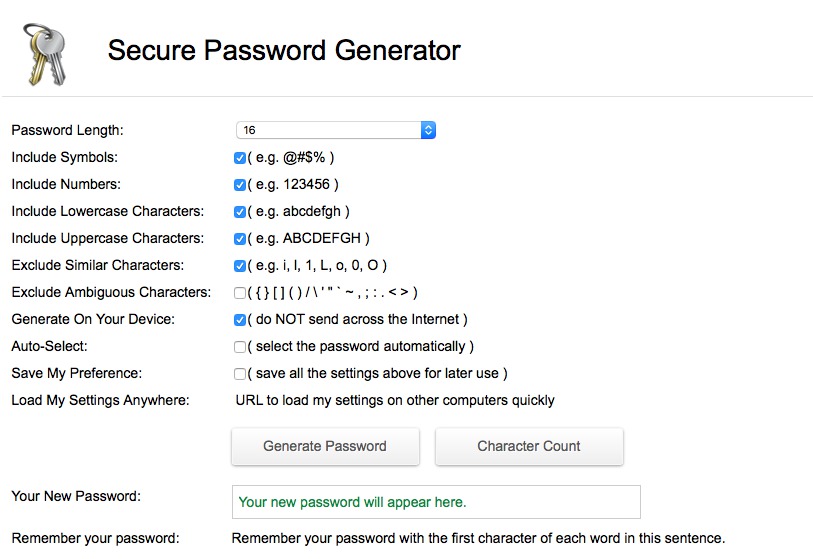 Secure Password Generator
Password Length: 16
Include Symbols: ( e.g. @#$% )
Include Numbers: ( e.g. 123456 )
Include Lowercase Characters: ( e.g. abcdefgh )
Include Uppercase Characters: ( e.g. ABCDEFGH )
Exclude Similar Characters: ( e.g. i, l, 1, L, o, 0, O )
Exclude Ambiguous Characters: ( { } [ ] ( ) / \ ' " ` ~ , ; : . < > )
Generate On Your Device: ( do NOT send across the Internet )
Auto-Select: ( select the password automatically )
Save My Preference: ( save all the settings above for later use )
Load My Settings Anywhere: URL to load my settings on other computers quickly
Generate Password Character Count
Your New Password: Your new password will appear here.
Remember your password: Remember your password with the first character of each word in this sentence.